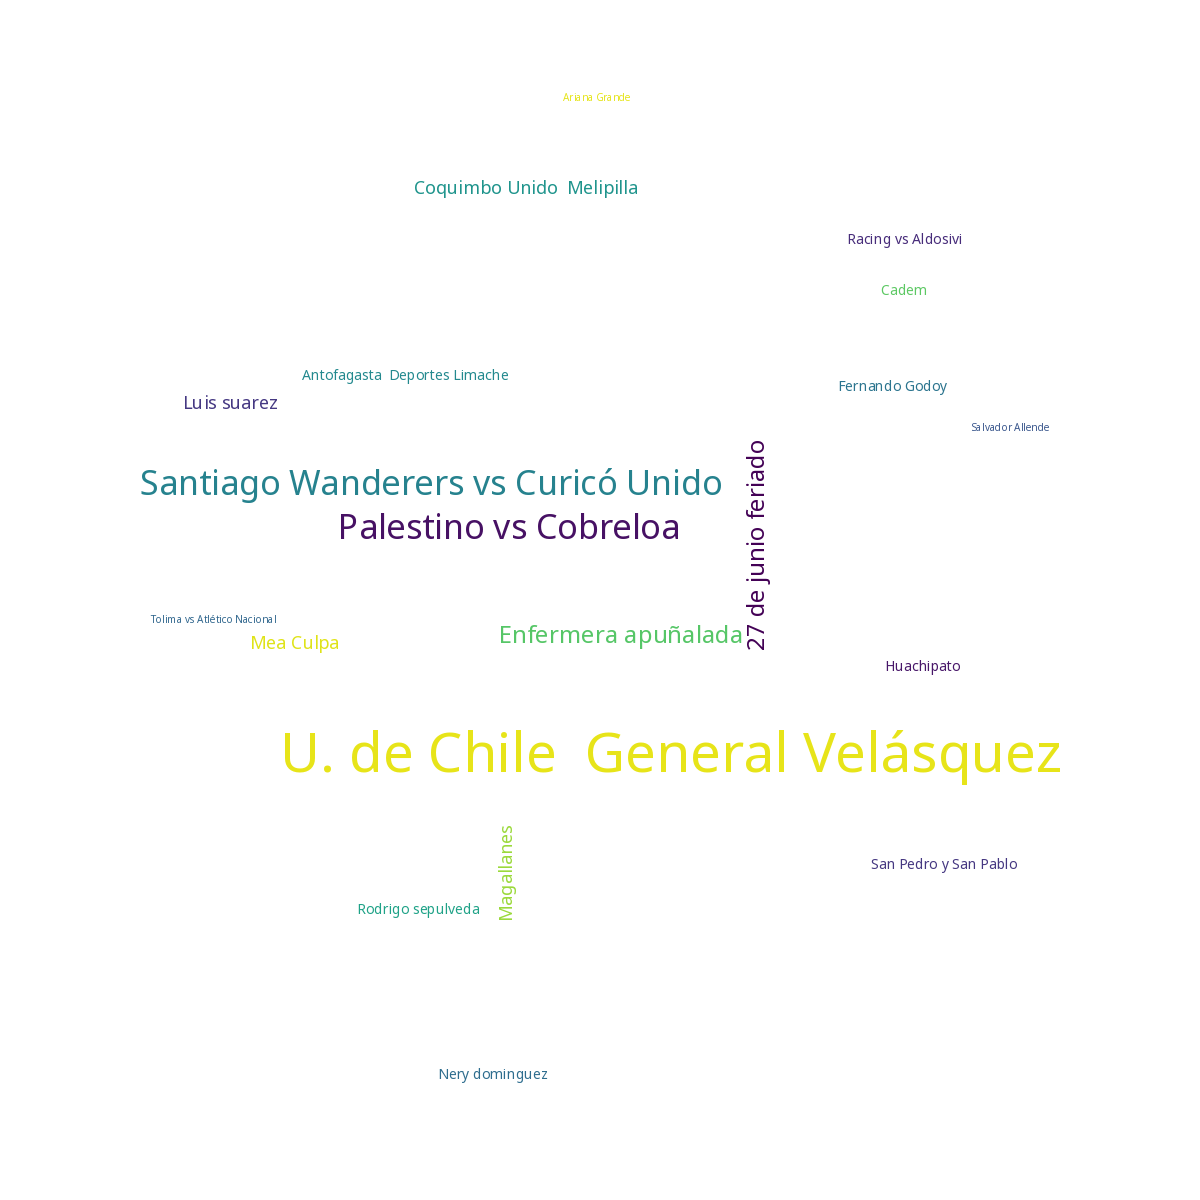 Ariana Grande
Coquimbo Unido  Melipilla
Racing vs Aldosivi
Cadem
Antofagasta  Deportes Limache
Fernando Godoy
Luis suarez
Salvador Allende
Santiago Wanderers vs Curicó Unido
Palestino vs Cobreloa
27 de junio feriado
Tolima vs Atlético Nacional
Mea Culpa
Enfermera apuñalada
Huachipato
U. de Chile  General Velásquez
Magallanes
San Pedro y San Pablo
Rodrigo sepulveda
Nery dominguez